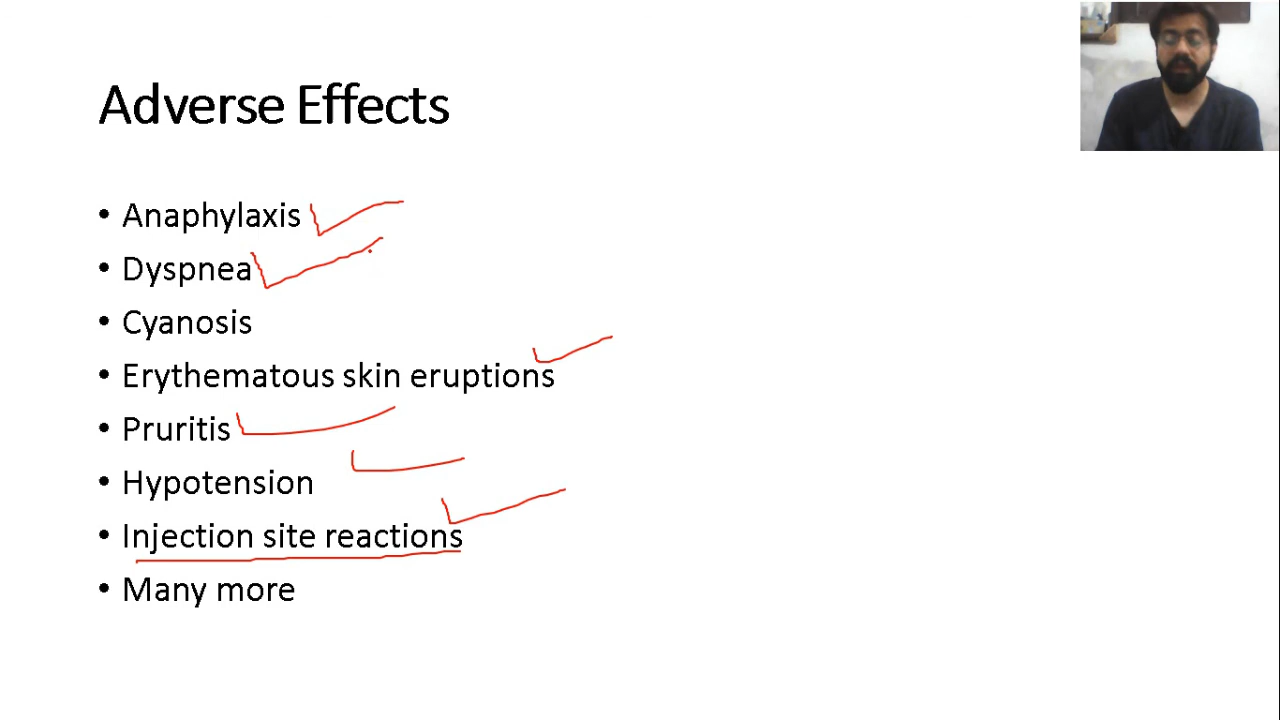 Adverse Effects
• Anaphylaxis
• Dyspnea
• Cyanosis
• Erythematous skin eruptions
• Pruritis
• Hypotension
• Injection site reactions
• Many more